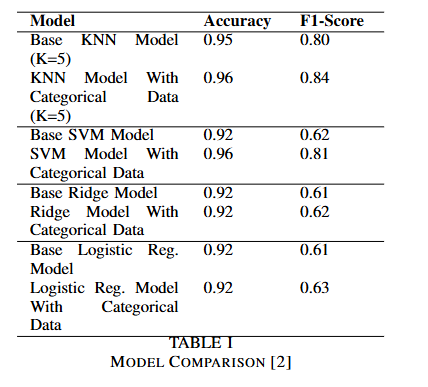 Model Accuracy F1-Score
Base KNN Model 0.95 0.80
(K=5)
KNN Model With 0.96 0.84
Categorical Data
(K=5)
Base SVM Model 0.92 0.62
SVM Model With 0.96 0.81
Categorical Data
Base Ridge Model 0.92 0.61
Ridge Model With 0.92 0.62
Categorical Data
Base Logistic Reg. 0.92 0.61
Model
Logistic Reg. Model 0.92 0.63
With Categorical
Data
TABLE I
MODEL COMPARISON [2]